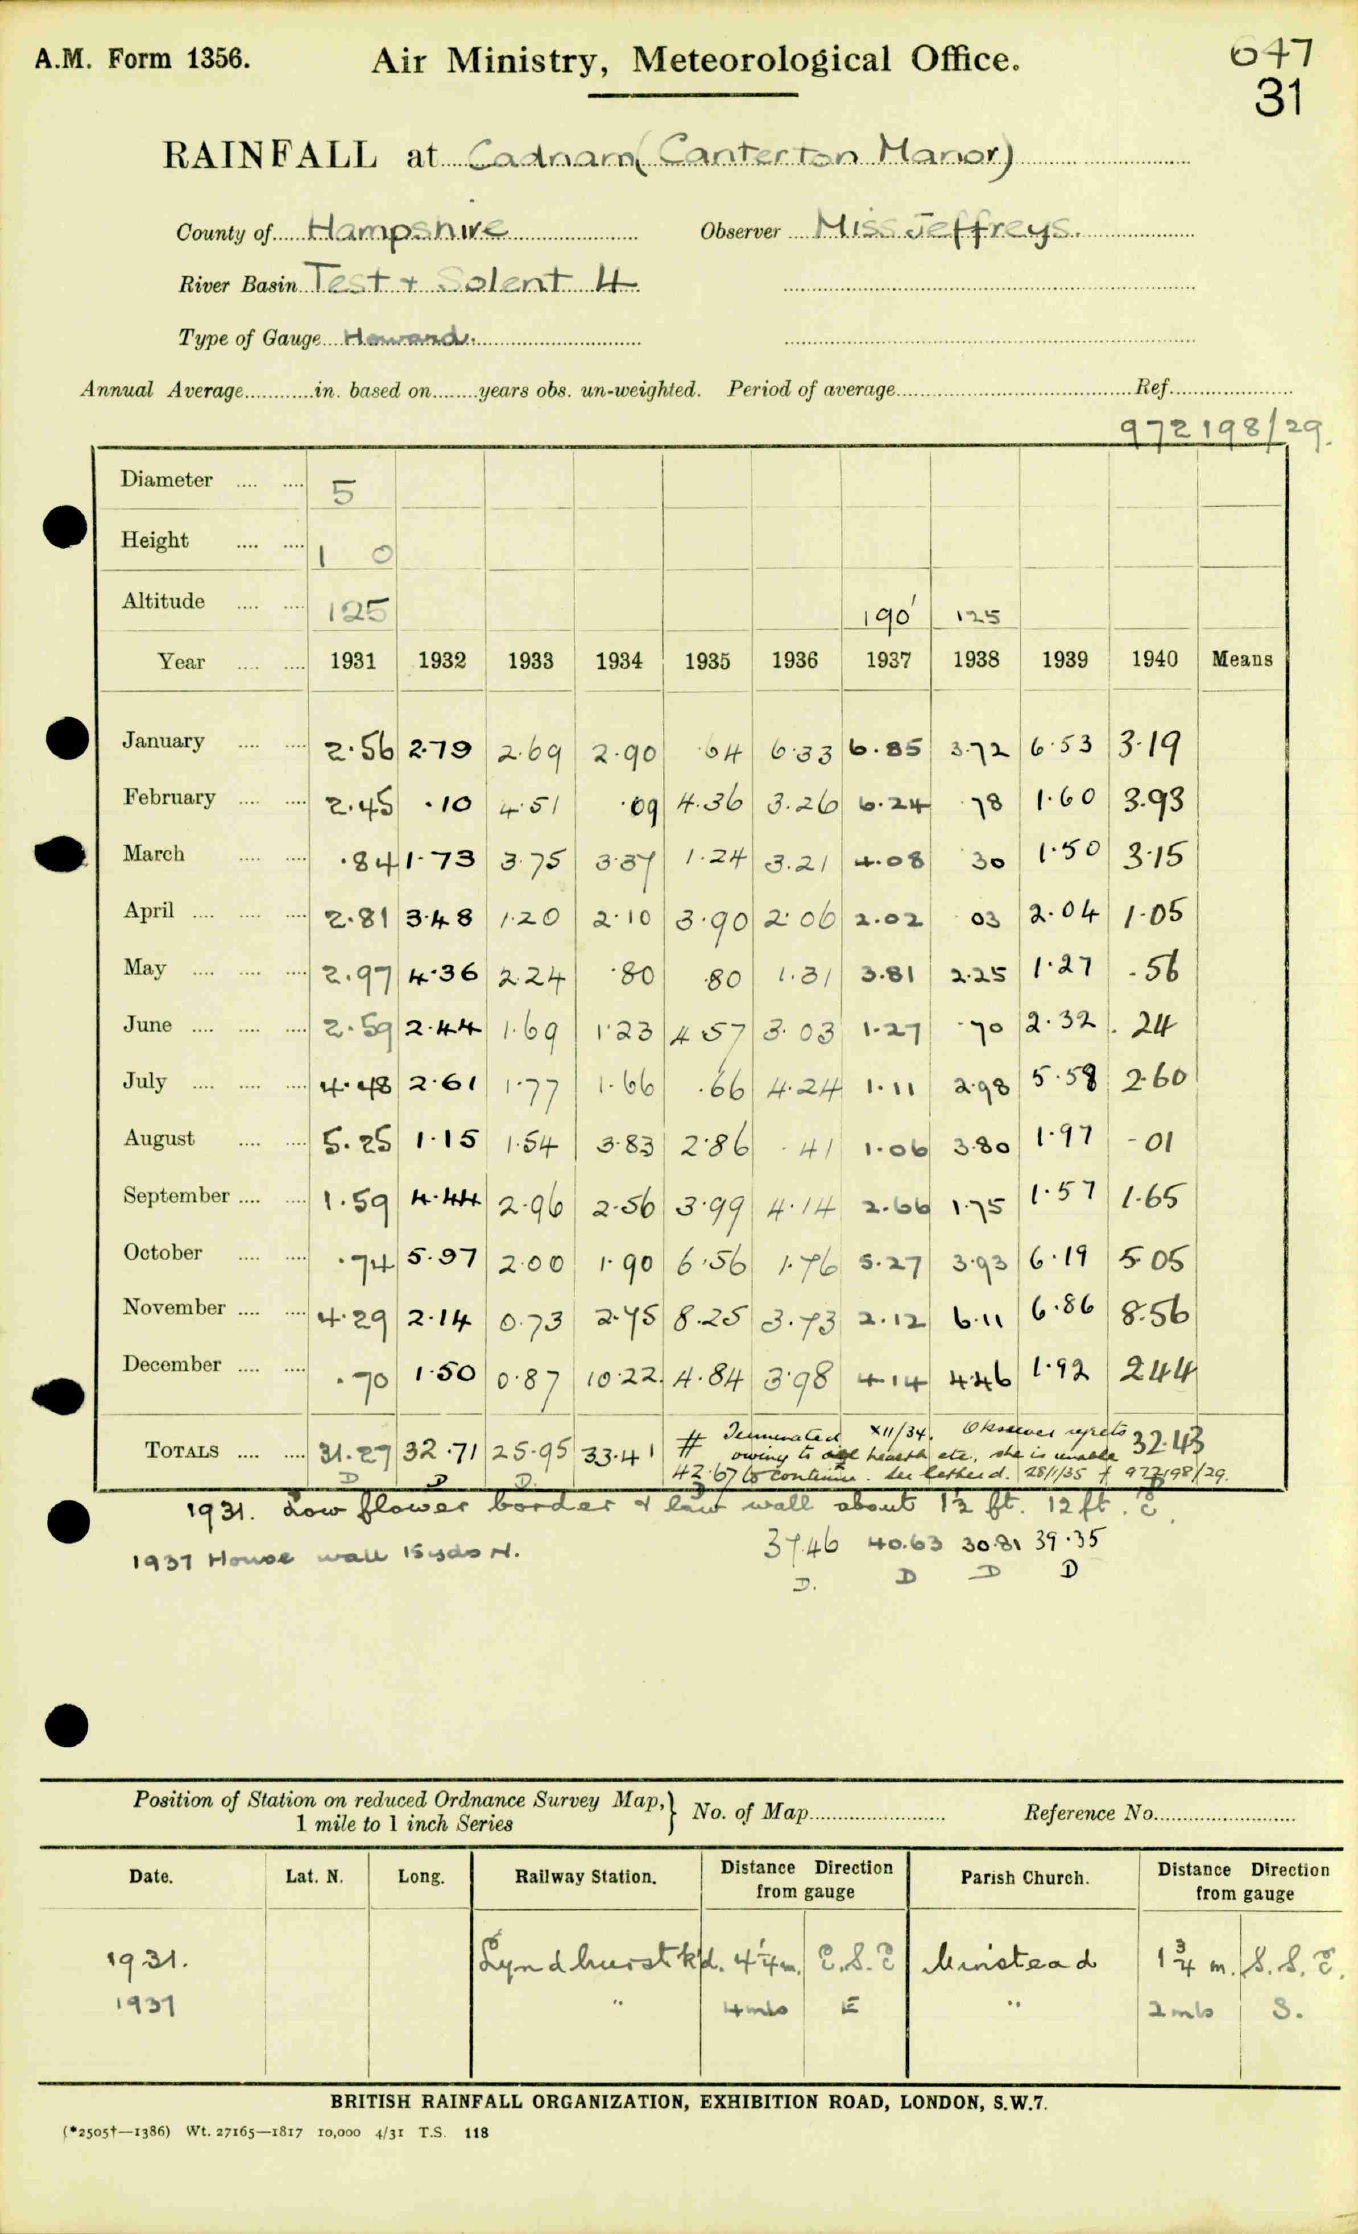 A.M. Form 1356. Air Ministry, Meteorological Office. 647
31
RAINFALL at Cadnam (Canterton Manor)
County of Hampshire Observer Miss Jeffreys.
River Basin Test + Solent 4
Type of Gauge Howard.
Annual Average in. based on years obs. un-weighted. Period of average Ref.
972198/29.
Diameter 5
Height 1 0
Altitude 125 190' 125
Year 1931 1932 1933 1934 1935 1936 1937 1938 1939 1940 Means
January 2.56 2.79 2.69 2.90 .64 6.33 6.85 3.72 6.53 3.19
February 2.45 .10 4.51 .09 4.36 3.26 6.24 .78 1.60 3.93
March .84 1.73 3.75 3.37 1.24 3.21 4.08 30 1.50 3.15
April 2.81 3.48 1.20 2.10 3.90 2.06 2.02 03 2.04 1.05
May 2.97 4.36 2.24 .80 .80 1.31 3.81 2.25 1.27 .56
June 2.59 2.44 1.69 1.23 4.57 3.03 1.27 .70 2.32 .24
July 4.48 2.61 1.77 1.66 .66 4.24 1.11 2.98 5.58 2.60
August 5.25 1.15 1.54 3.83 2.86 .41 1.06 3.80 1.97 .01
September 1.59 4.44 2.96 2.56 3.99 4.14 2.66 1.75 1.57 1.65
October .74 5.97 2.00 1.90 6.56 1.76 5.27 3.93 6.19 5.05
November 4.29 2.14 0.73 2.75 8.25 3.73 2.12 6.11 6.86 8.56
December .70 1.50 0.87 10.22 4.84 3.98 4.14 4.46 1.92 2.44
# Terminated XII/34. Observer regrets
TOTALS 31.27 32.71 25.95 33.41 owing to ill health etc, she is unable 32.43
D D D. 42.67 to continue. See letter d. 28/1/35 f 972198/29.
1931. Low flower border & low wall about 1½ ft. 12 ft. E.
1937 House wall 15 yds N. 37.46 40.63 30.81 39.35
D. D D D
Position of Station on reduced Ordnance Survey Map, 1 mile to 1 inch Series } No. of Map Reference No.
Date. Lat. N. Long. Railway Station. Distance Direction from gauge Parish Church. Distance Direction from gauge
1931. Lyndhurst Rd. 4¼ m. E.S.E Minstead 1¾ m. S.S.E.
1937 " 4 mls E " 2 mls S.
BRITISH RAINFALL ORGANIZATION, EXHIBITION ROAD, LONDON, S.W.7.
(*2505†—1386) Wt. 27165—1817 10,000 4/31 T.S. 118